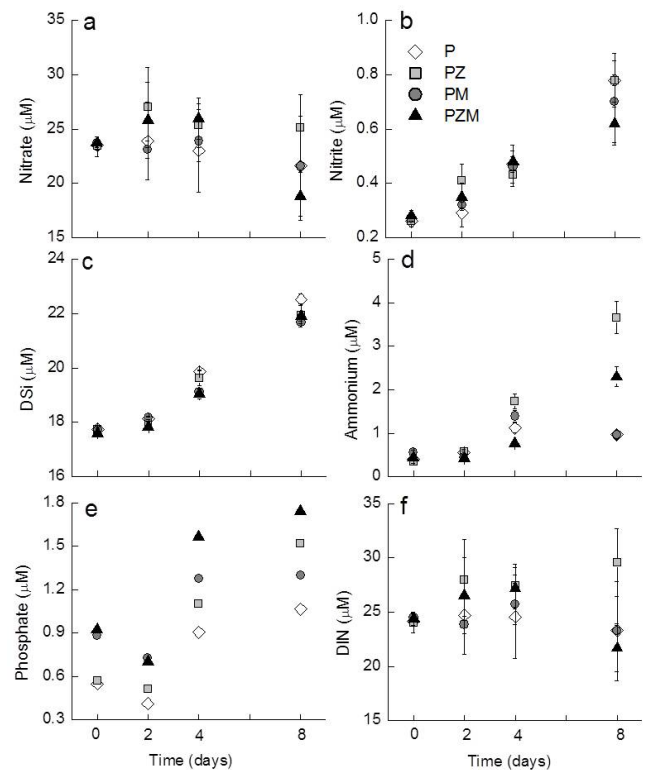 a
35
30
25
20
15
Nitrate (μM)
b
1.0
0.8
0.6
0.4
0.2
Nitrite (μM)
P
PZ
PM
PZM
c
24
22
20
18
16
DSi (μM)
d
5
4
3
2
1
0
Ammonium (μM)
e
1.8
1.5
1.2
0.9
0.6
0.3
Phosphate (μM)
0 2 4 8
Time (days)
f
35
30
25
20
15
DIN (μM)
0 2 4 8
Time (days)